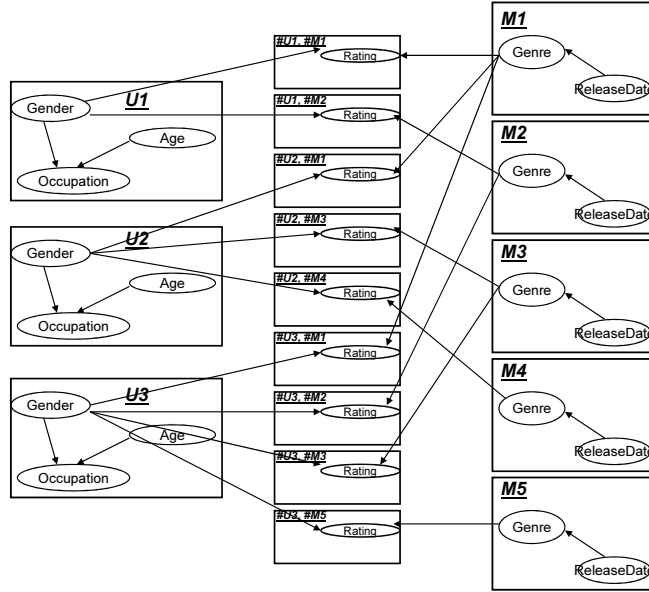 U1
Gender
Age
Occupation
U2
Gender
Age
Occupation
U3
Gender
Age
Occupation
#U1, #M1
Rating
#U1, #M2
Rating
#U2, #M1
Rating
#U2, #M3
Rating
#U2, #M4
Rating
#U3, #M1
Rating
#U3, #M2
Rating
#U3, #M3
Rating
#U3, #M5
Rating
M1
Genre
ReleaseDate
M2
Genre
ReleaseDate
M3
Genre
ReleaseDate
M4
Genre
ReleaseDate
M5
Genre
ReleaseDate